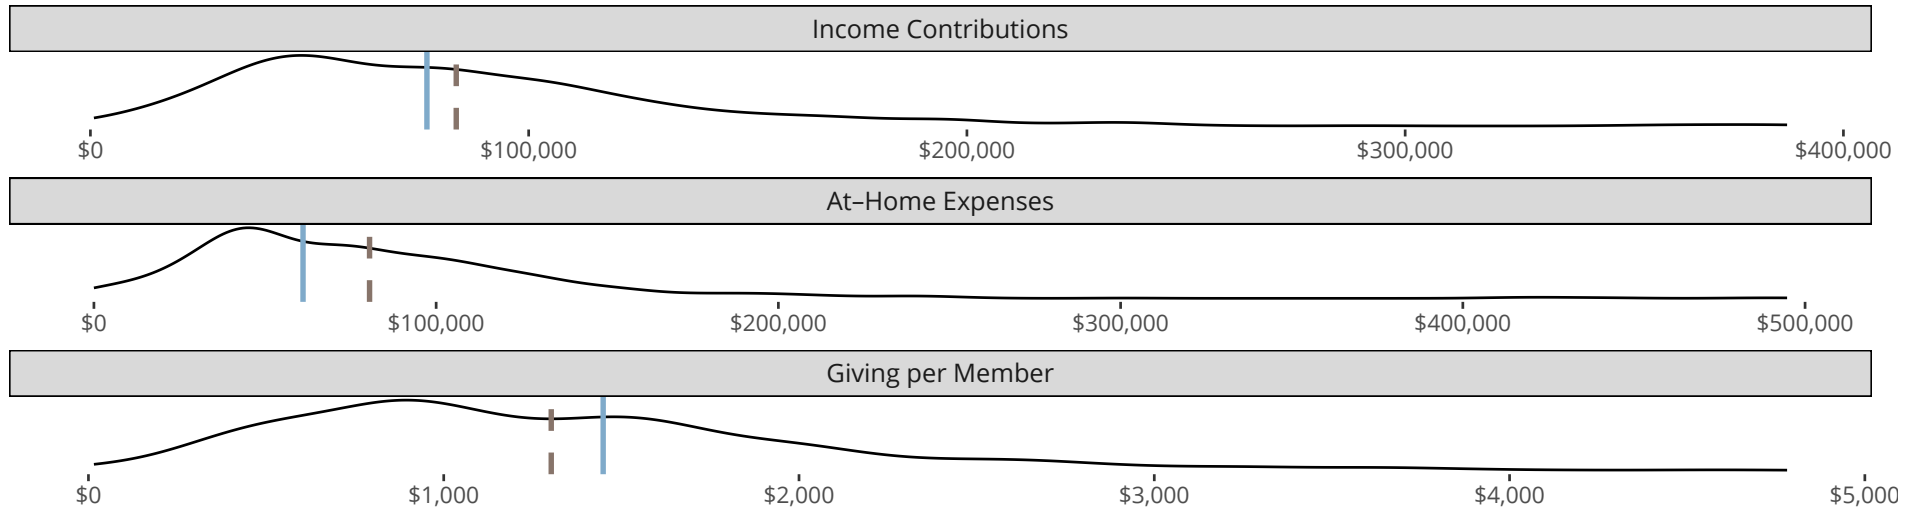 Income Contributions
$0 $100,000 $200,000 $300,000 $400,000
At–Home Expenses
$0 $100,000 $200,000 $300,000 $400,000 $500,000
Giving per Member
$0 $1,000 $2,000 $3,000 $4,000 $5,000